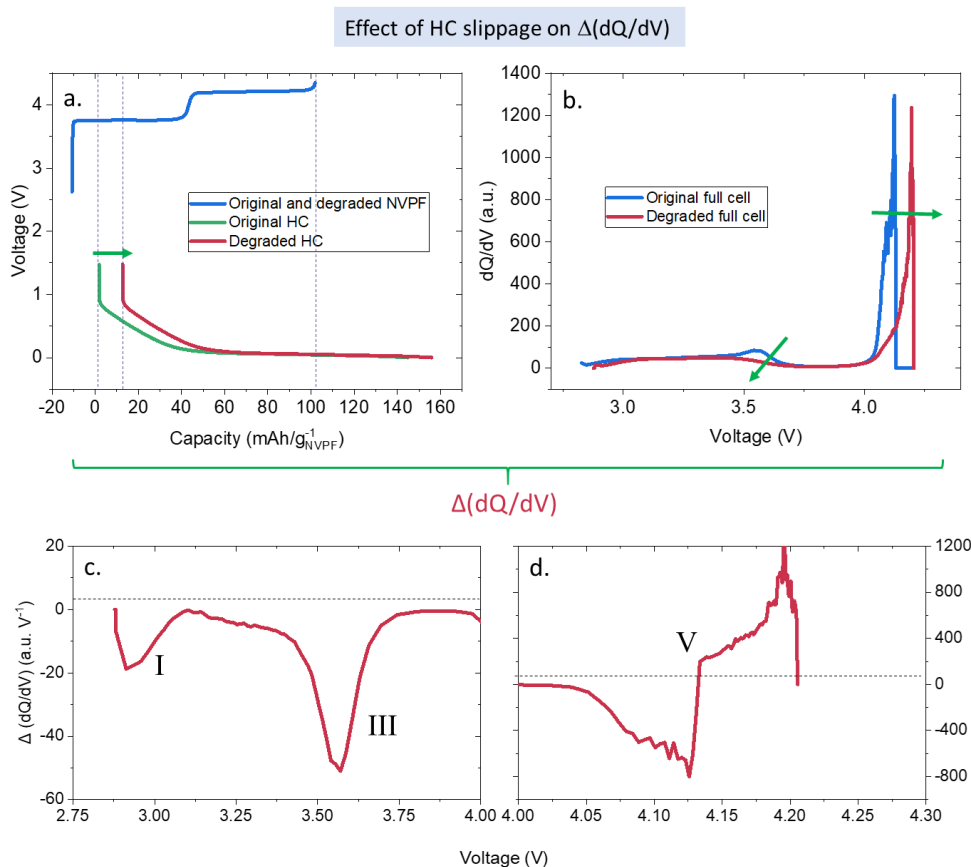 Effect of HC slippage on Δ(dQ/dV)
a.
4
3
2
1
0
Voltage (V)
Original and degraded NVPF
Original HC
Degraded HC
-20 0 20 40 60 80 100 120 140 160
Capacity (mAh/g⁻¹NVPF)
b.
1400
1200
1000
800
600
400
200
0
dQ/dV (a.u.)
Original full cell
Degraded full cell
3.0 3.5 4.0
Voltage (V)
Δ(dQ/dV)
c.
20
0
-20
-40
-60
Δ (dQ/dV) (a.u. V⁻¹)
I
III
2.75 3.00 3.25 3.50 3.75 4.00
d.
V
1200
800
400
0
-400
-800
4.00 4.05 4.10 4.15 4.20 4.25 4.30
Voltage (V)